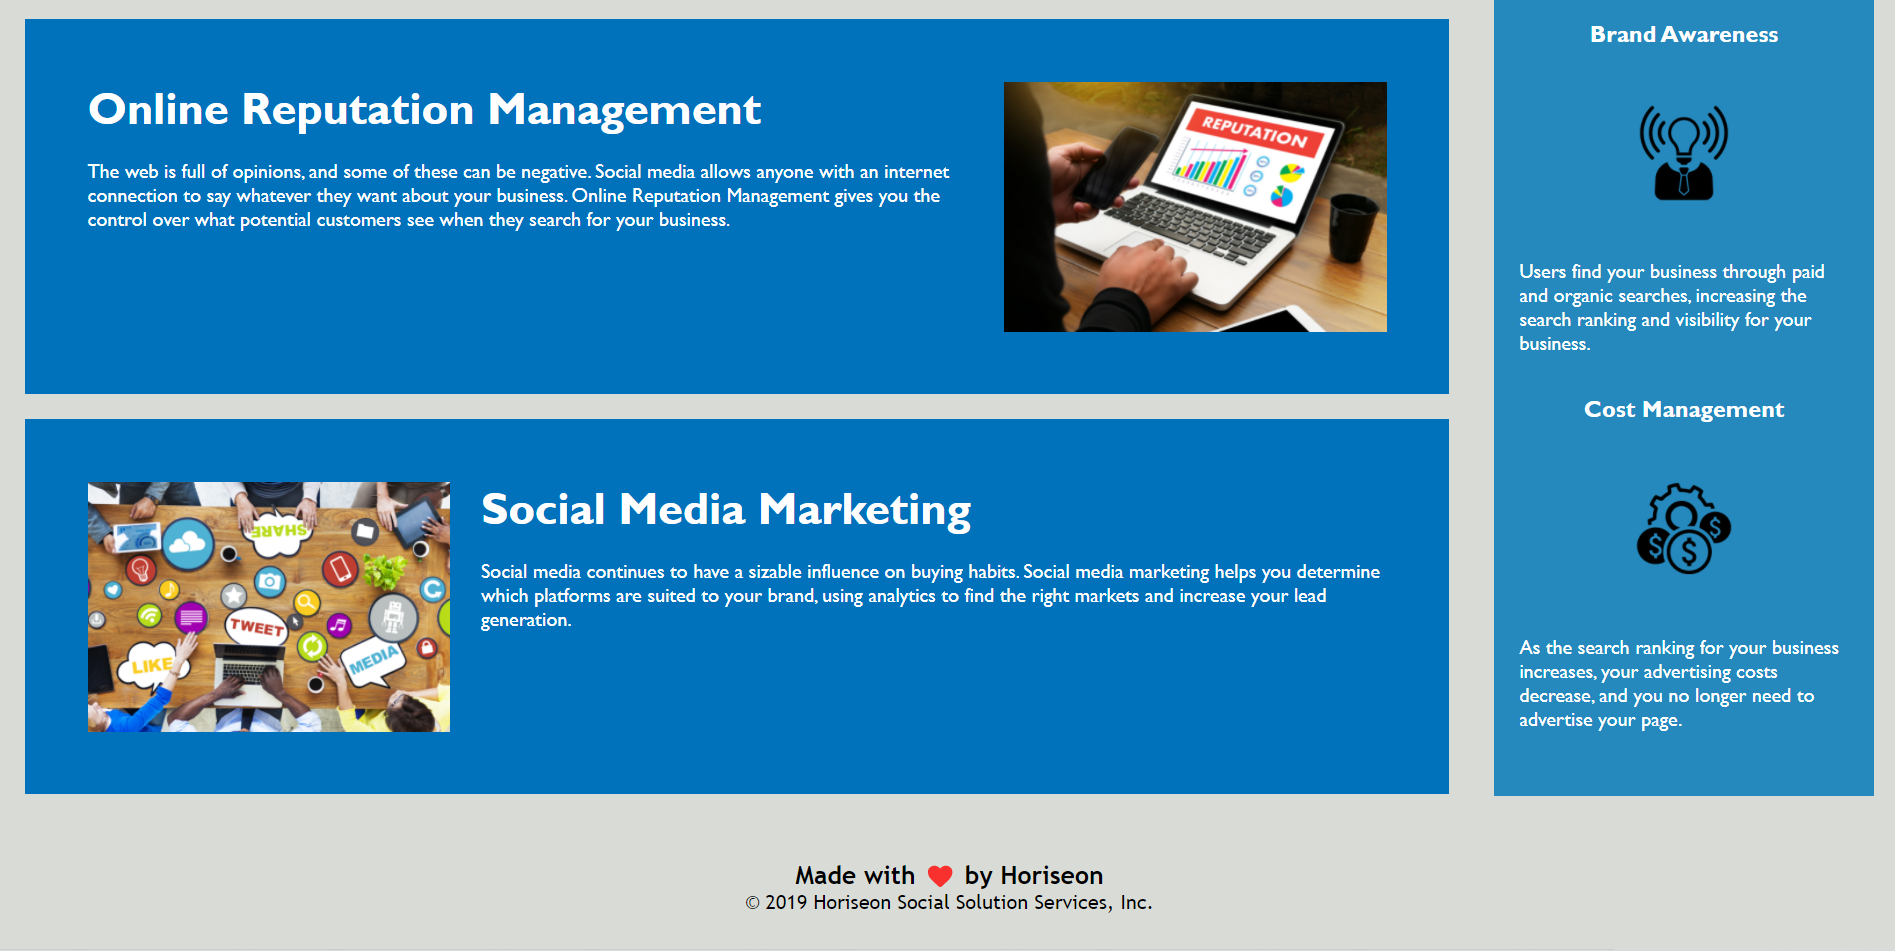 Online Reputation Management
The web is full of opinions, and some of these can be negative. Social media allows anyone with an internet
connection to say whatever they want about your business. Online Reputation Management gives you the
control over what potential customers see when they search for your business.
REPUTATION
SHARE
TWEET
LIKE
MEDIA
Social Media Marketing
Social media continues to have a sizable influence on buying habits. Social media marketing helps you determine
which platforms are suited to your brand, using analytics to find the right markets and increase your lead
generation.
Brand Awareness
Users find your business through paid
and organic searches, increasing the
search ranking and visibility for your
business.
Cost Management
$
$
$
As the search ranking for your business
increases, your advertising costs
decrease, and you no longer need to
advertise your page.
Made with ❤ by Horiseon
© 2019 Horiseon Social Solution Services, Inc.